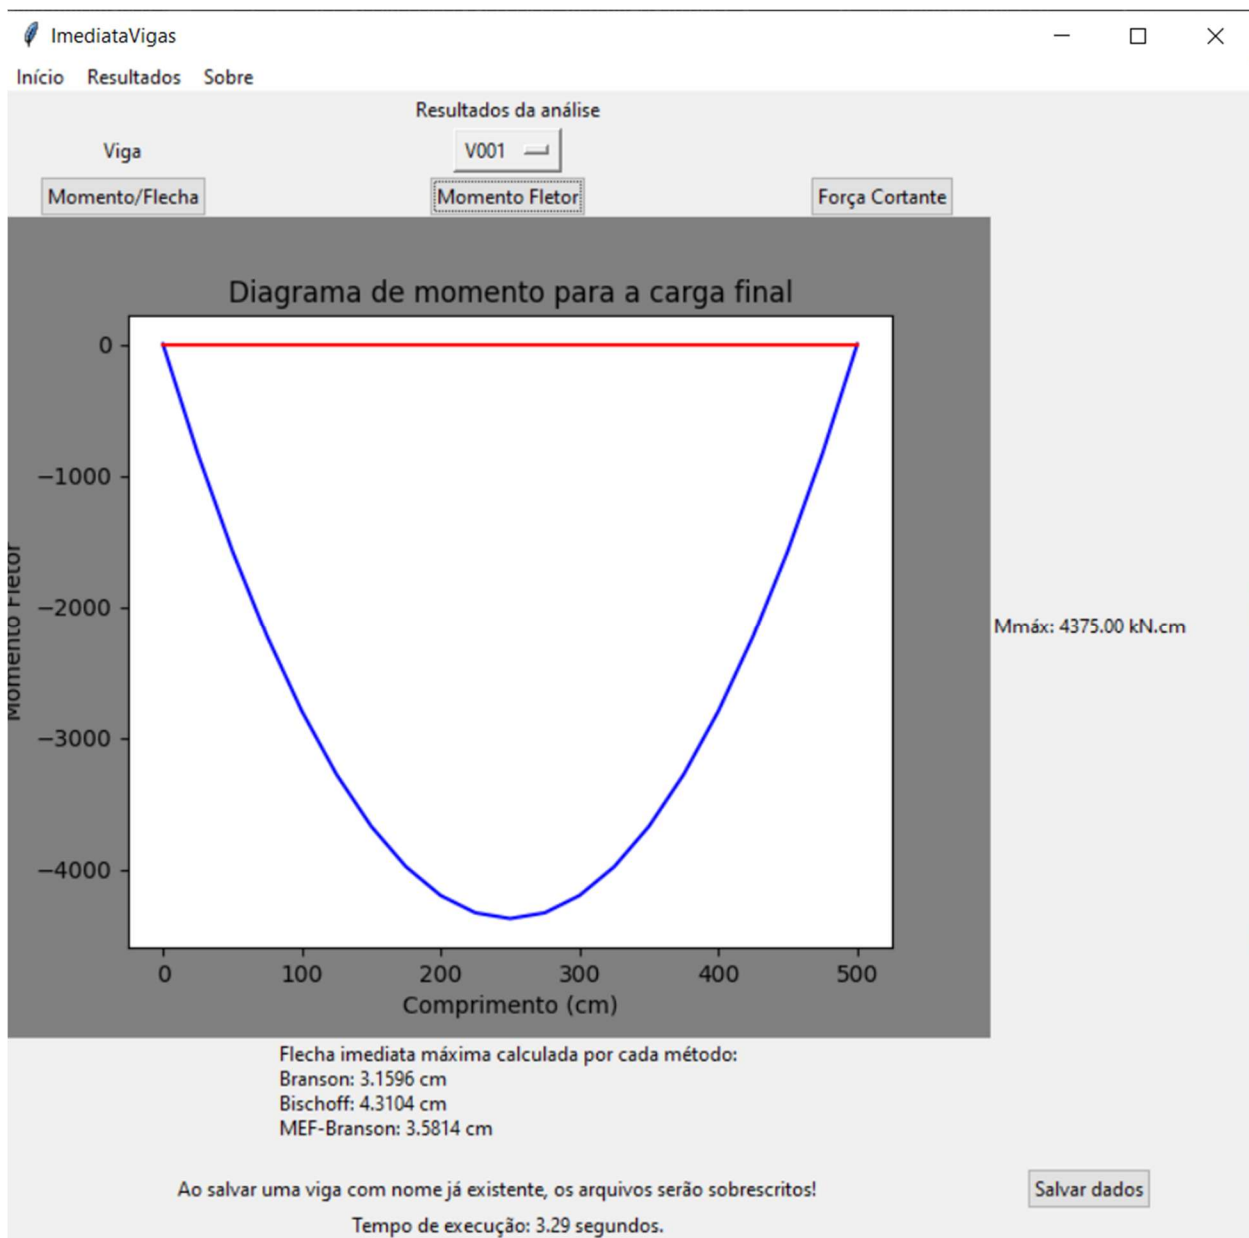 ImediataVigas
Início Resultados Sobre
Resultados da análise
Viga V001
Momento/Flecha Momento Fletor Força Cortante
Diagrama de momento para a carga final
0
−1000
−2000
−3000
−4000
Momento Fletor
0 100 200 300 400 500
Comprimento (cm)
Mmáx: 4375.00 kN.cm
Flecha imediata máxima calculada por cada método:
Branson: 3.1596 cm
Bischoff: 4.3104 cm
MEF-Branson: 3.5814 cm
Ao salvar uma viga com nome já existente, os arquivos serão sobrescritos! Salvar dados
Tempo de execução: 3.29 segundos.